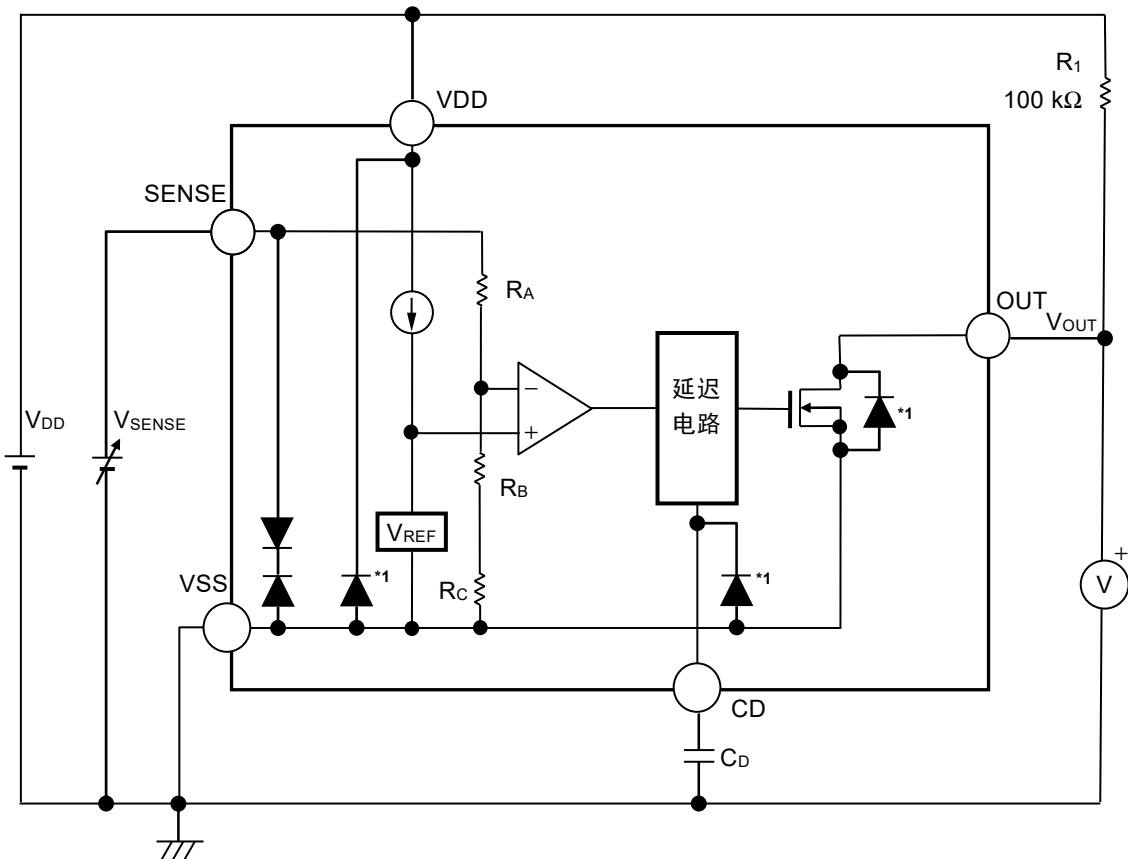 R1
100 kΩ
VDD
SENSE
RA
OUT
VOUT
延迟
电路
*1
VDD
VSENSE
−
+
RB
VREF
VSS
*1
RC
*1
+
V
CD
CD